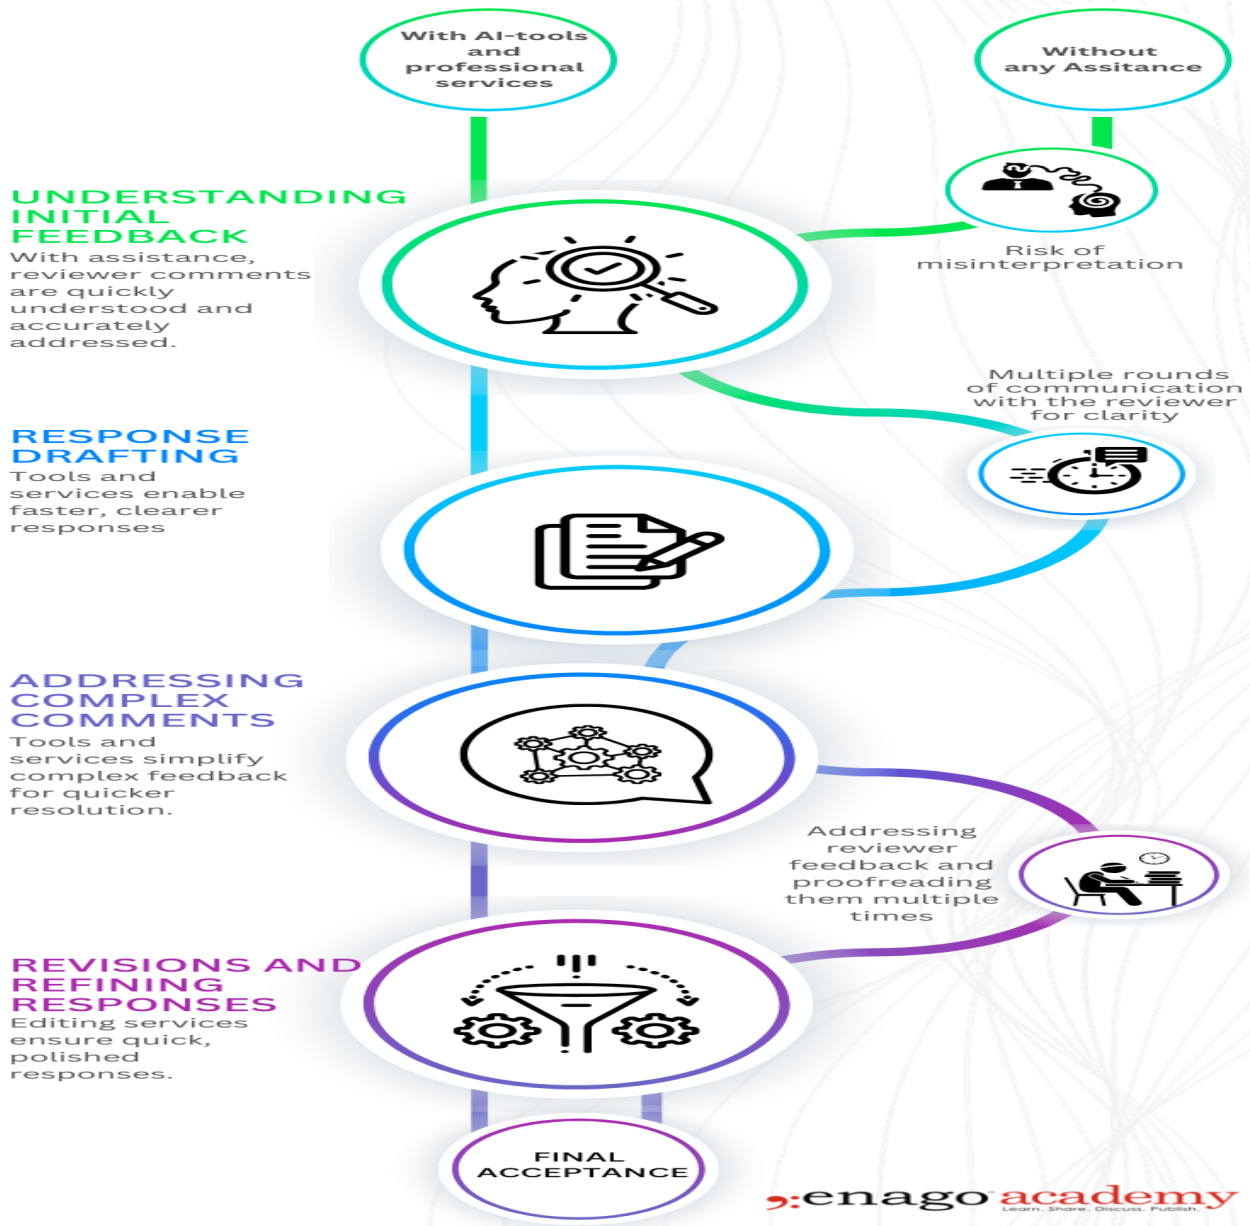 With AI-tools
and
professional
services
Without
any Assitance
UNDERSTANDING
INITIAL
FEEDBACK
With assistance,
reviewer comments
are quickly
understood and
accurately
addressed.
Risk of
misinterpretation
Multiple rounds
of communication
with the reviewer
for clarity
RESPONSE
DRAFTING
Tools and
services enable
faster, clearer
responses
ADDRESSING
COMPLEX
COMMENTS
Tools and
services simplify
complex feedback
for quicker
resolution.
Addressing
reviewer
feedback and
proofreading
them multiple
times
REVISIONS AND
REFINING
RESPONSES
Editing services
ensure quick,
polished
responses.
FINAL
ACCEPTANCE
enago academy
Learn. Share. Discuss. Publish.